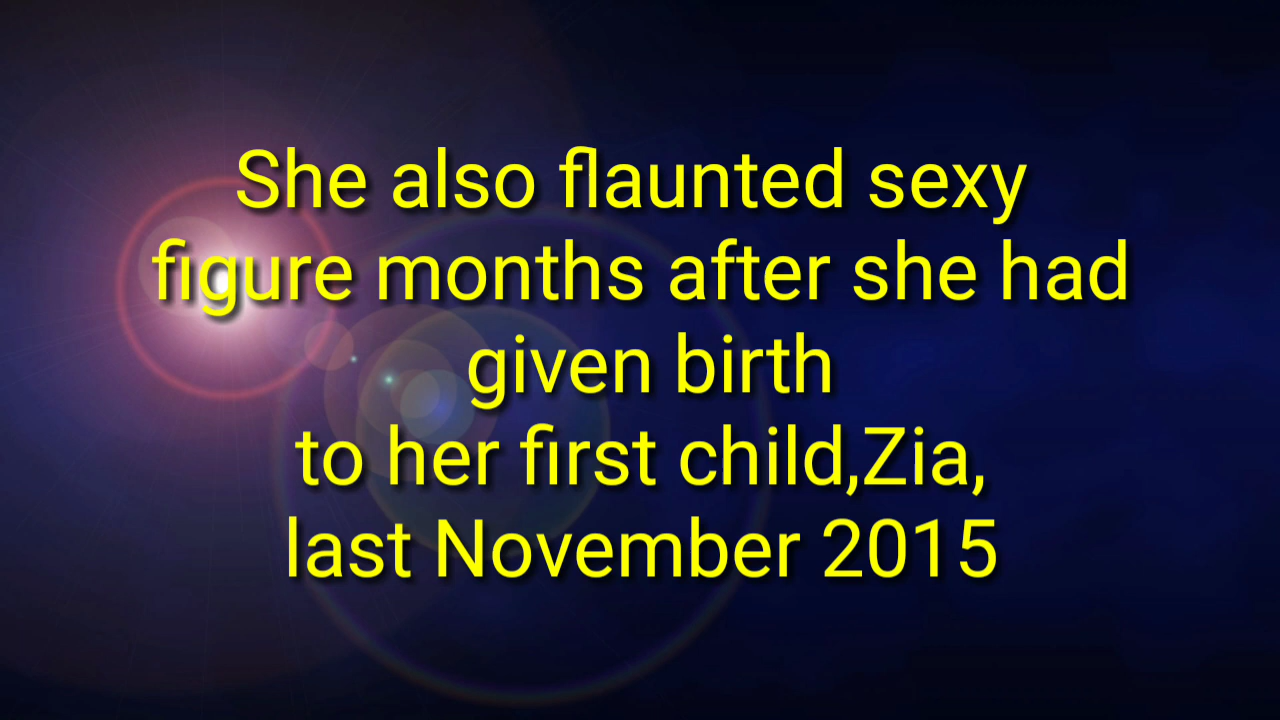 She also flaunted sexy
figure months after she had
given birth
to her first child,Zia,
last November 2015